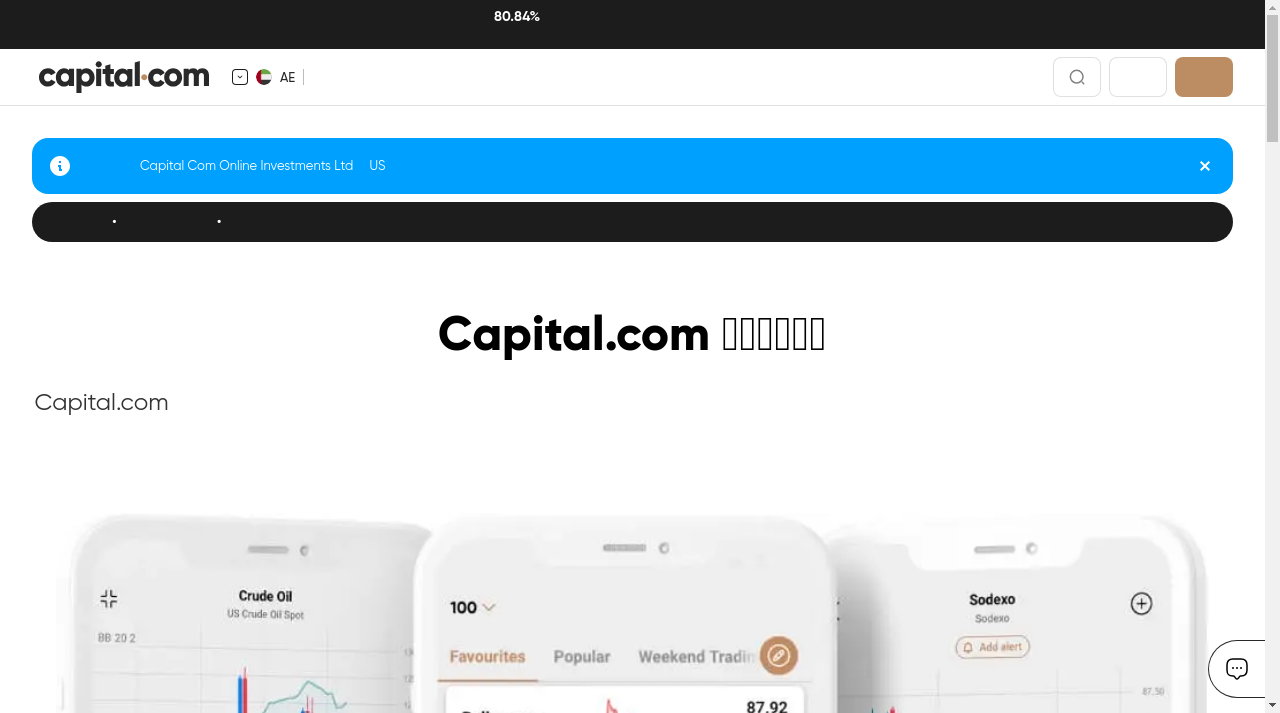 80.84%
capital.com
AE
Capital Com Online Investments Ltd US
Capital.com
Capital.com
Crude Oil
US Crude Oil Spot
BB 20 2
100
Favourites Popular Weekend Tradin
87.92
Sodexo
Sodexo
Add alert
87.50